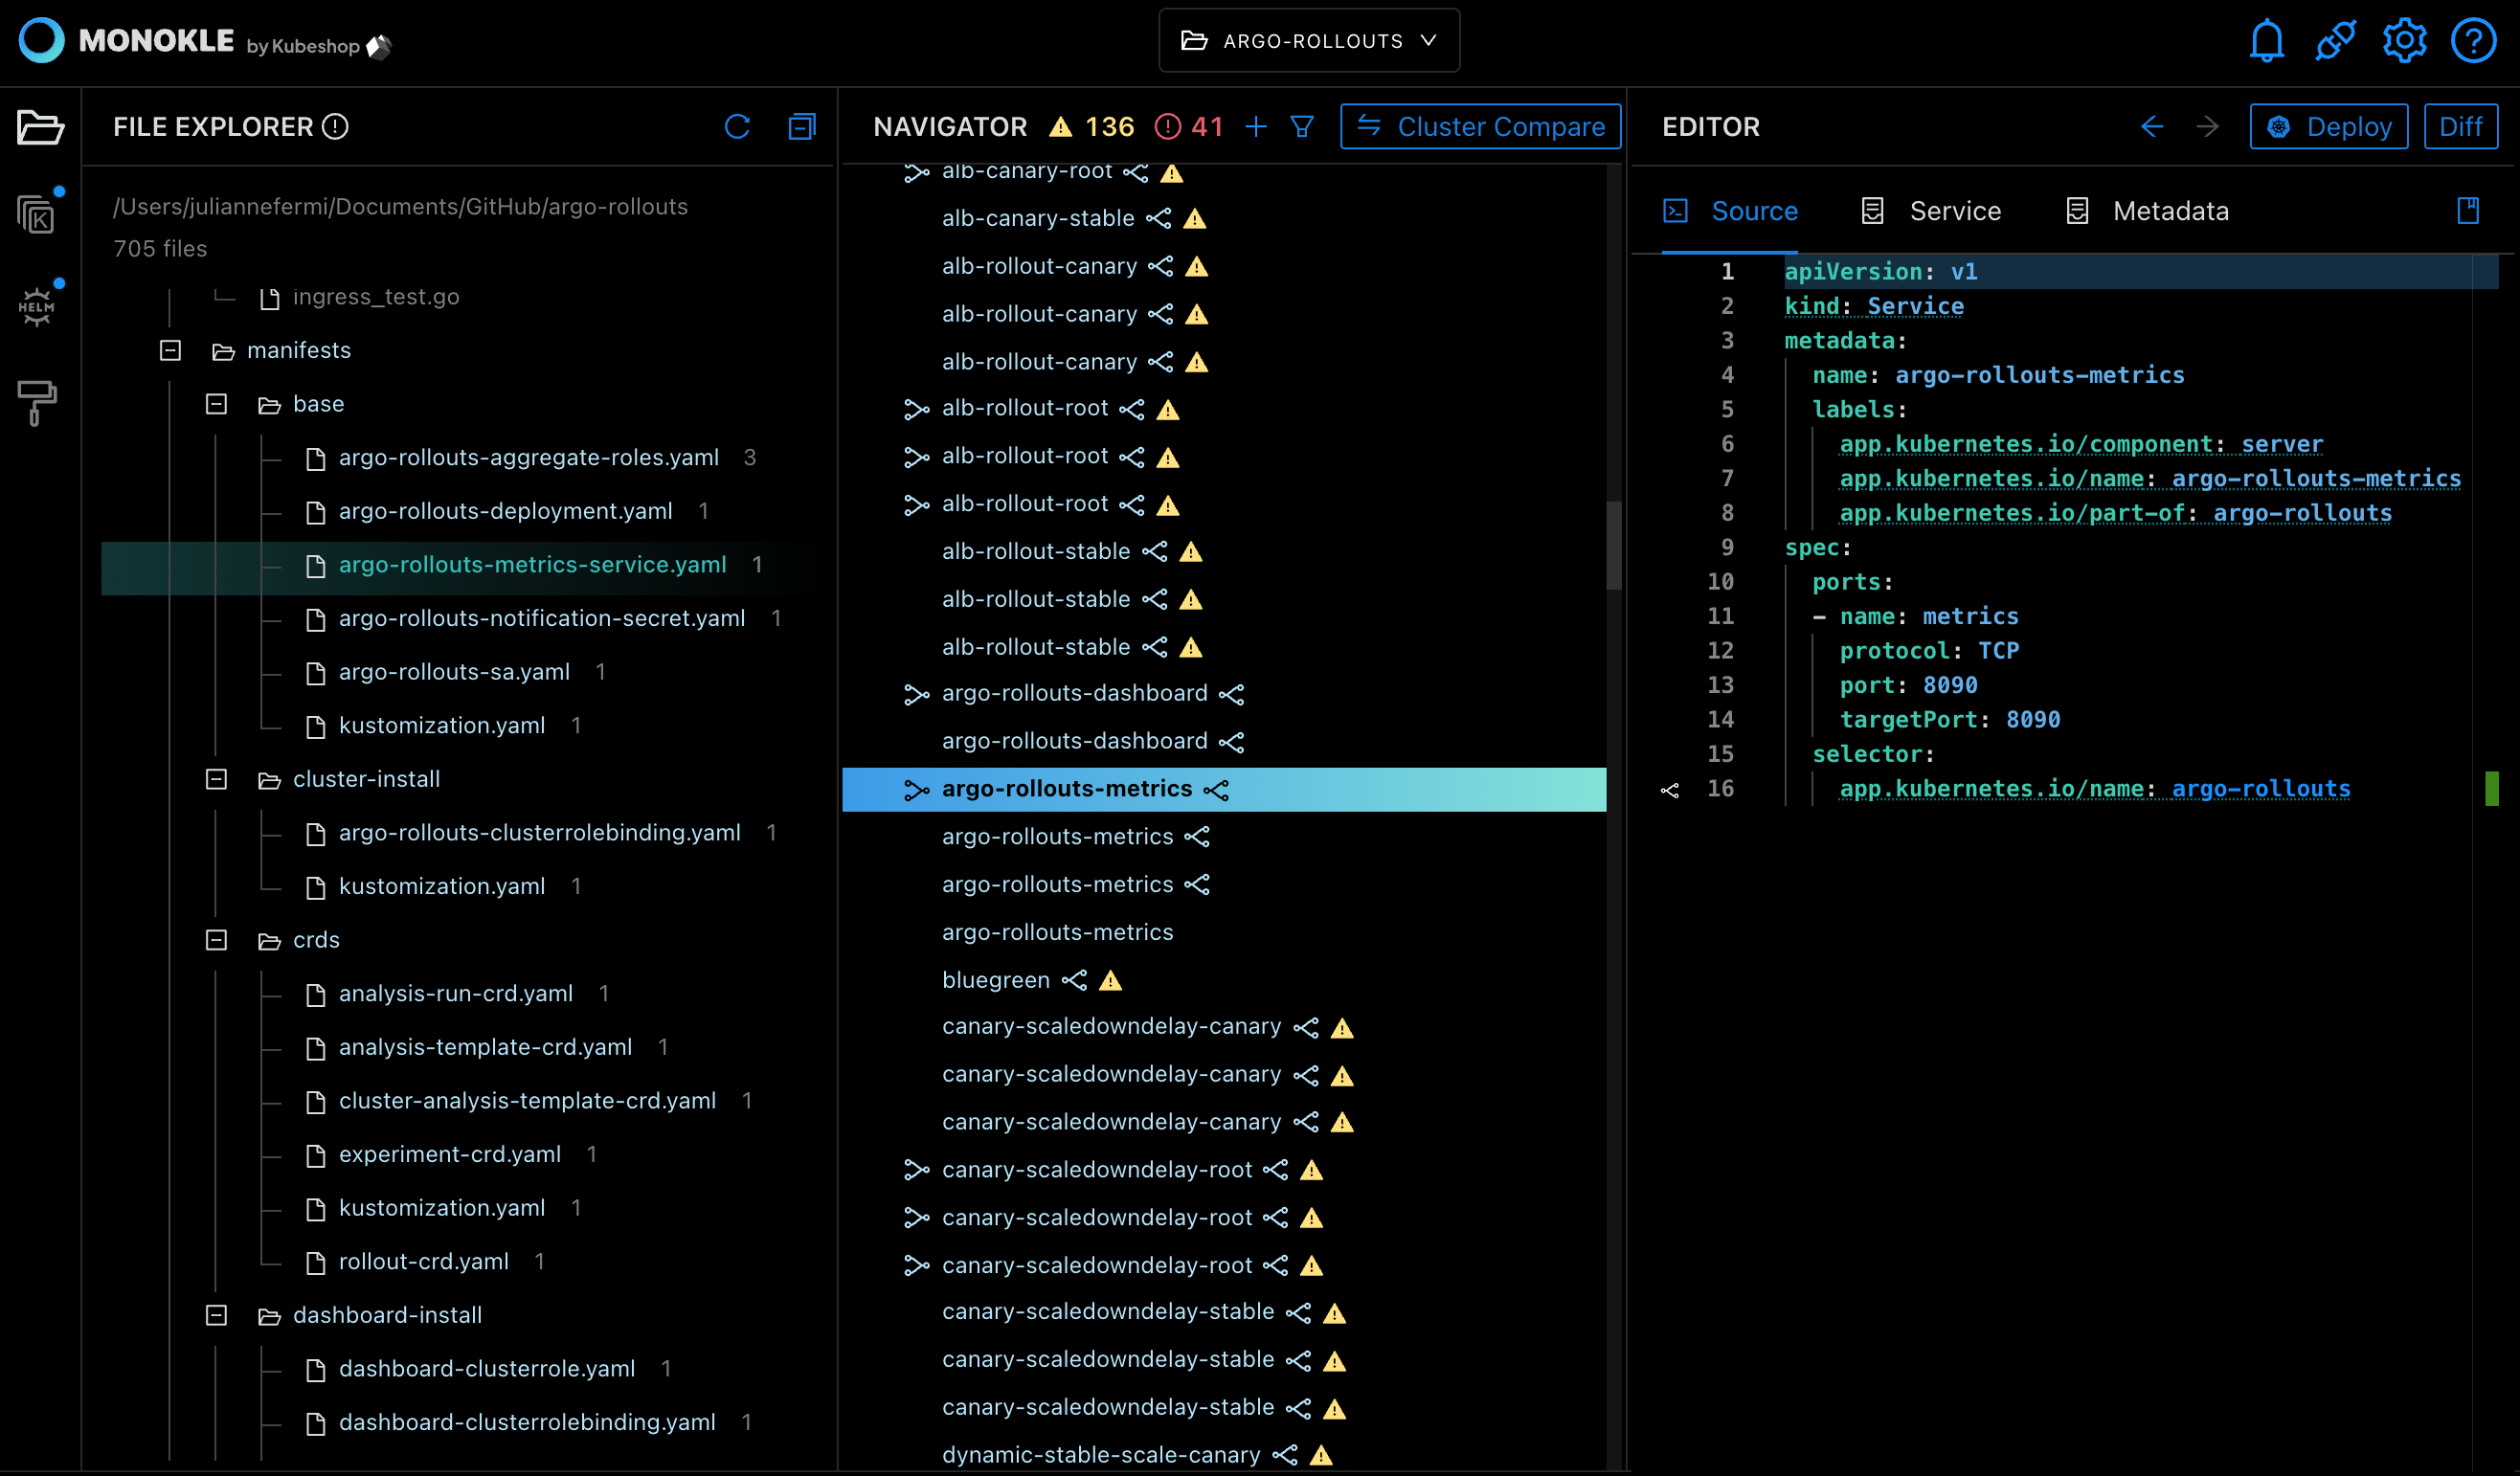 MONOKLE by Kubeshop
ARGO-ROLLOUTS
HELM
FILE EXPLORER
/Users/juliannefermi/Documents/GitHub/argo-rollouts
705 files
ingress_test.go
manifests
base
argo-rollouts-aggregate-roles.yaml 3
argo-rollouts-deployment.yaml 1
argo-rollouts-metrics-service.yaml 1
argo-rollouts-notification-secret.yaml 1
argo-rollouts-sa.yaml 1
kustomization.yaml 1
cluster-install
argo-rollouts-clusterrolebinding.yaml 1
kustomization.yaml 1
crds
analysis-run-crd.yaml 1
analysis-template-crd.yaml 1
cluster-analysis-template-crd.yaml 1
experiment-crd.yaml 1
kustomization.yaml 1
rollout-crd.yaml 1
dashboard-install
dashboard-clusterrole.yaml 1
dashboard-clusterrolebinding.yaml 1
NAVIGATOR 136 41 Cluster Compare
alb-canary-root
alb-canary-stable
alb-rollout-canary
alb-rollout-canary
alb-rollout-canary
alb-rollout-root
alb-rollout-root
alb-rollout-root
alb-rollout-stable
alb-rollout-stable
alb-rollout-stable
argo-rollouts-dashboard
argo-rollouts-dashboard
argo-rollouts-metrics
argo-rollouts-metrics
argo-rollouts-metrics
argo-rollouts-metrics
bluegreen
canary-scaledowndelay-canary
canary-scaledowndelay-canary
canary-scaledowndelay-canary
canary-scaledowndelay-root
canary-scaledowndelay-root
canary-scaledowndelay-root
canary-scaledowndelay-stable
canary-scaledowndelay-stable
canary-scaledowndelay-stable
dynamic-stable-scale-canary
EDITOR Deploy Diff
Source Service Metadata
1 apiVersion: v1
2 kind: Service
3 metadata:
4 name: argo-rollouts-metrics
5 labels:
6 app.kubernetes.io/component: server
7 app.kubernetes.io/name: argo-rollouts-metrics
8 app.kubernetes.io/part-of: argo-rollouts
9 spec:
10 ports:
11 - name: metrics
12 protocol: TCP
13 port: 8090
14 targetPort: 8090
15 selector:
16 app.kubernetes.io/name: argo-rollouts